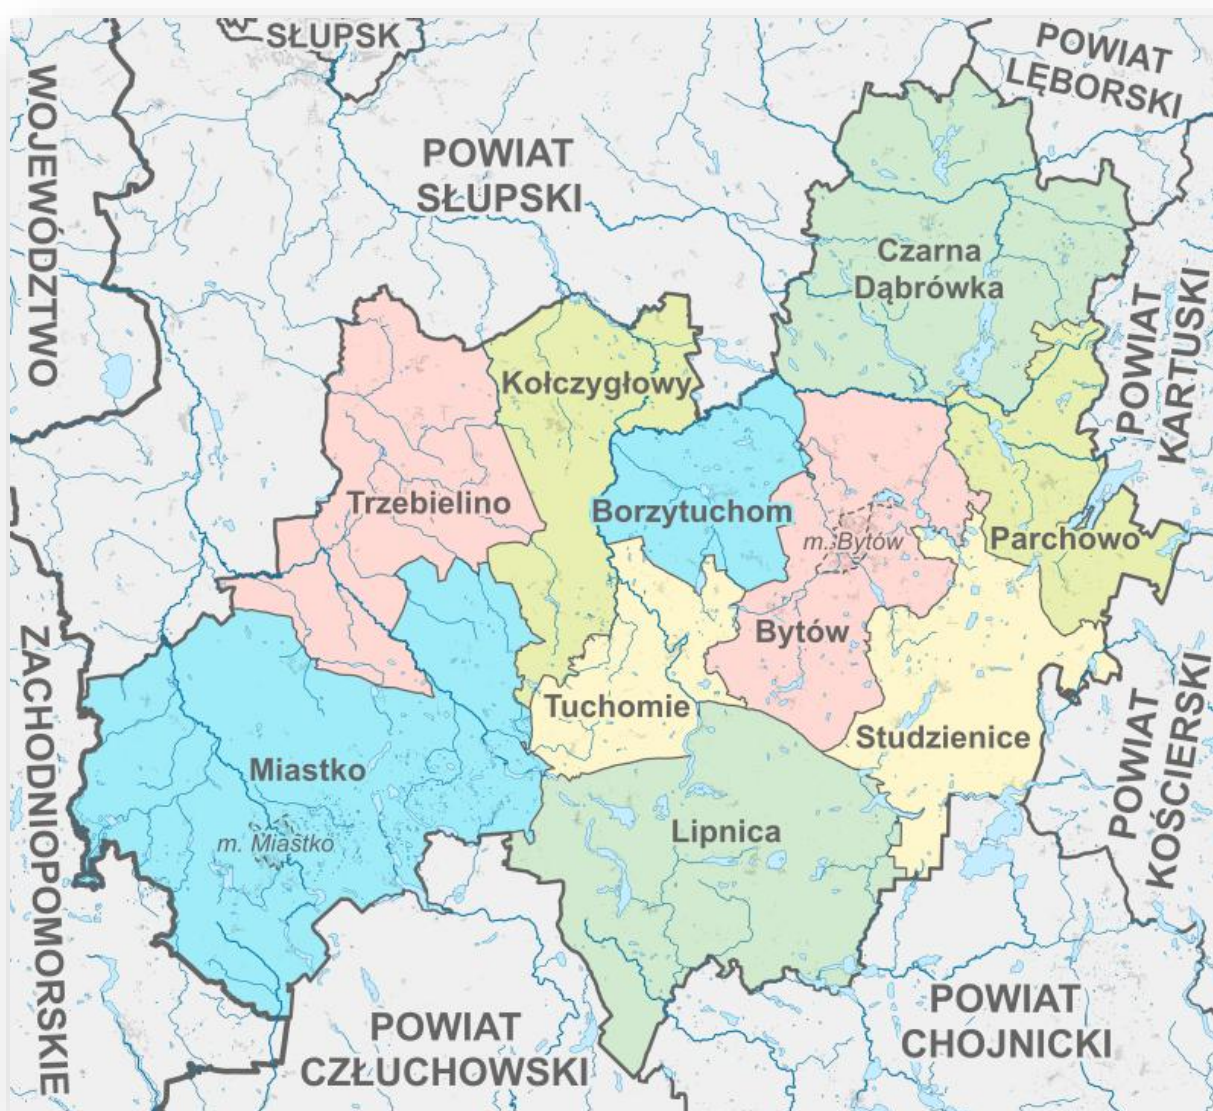 SŁUPSK
POWIAT
LĘBORSKI
WOJEWÓDZTWO
POWIAT
SŁUPSKI
Czarna
Dąbrówka
POWIAT
KARTUSKI
Kołczygłowy
Trzebielino
Borzytuchom
m. Bytów
Parchowo
Bytów
ZACHODNIOPOMORSKIE
Tuchomie
Studzienice
POWIAT
KOŚCIERSKI
Miastko
m. Miastko
Lipnica
POWIAT
CZŁUCHOWSKI
POWIAT
CHOJNICKI